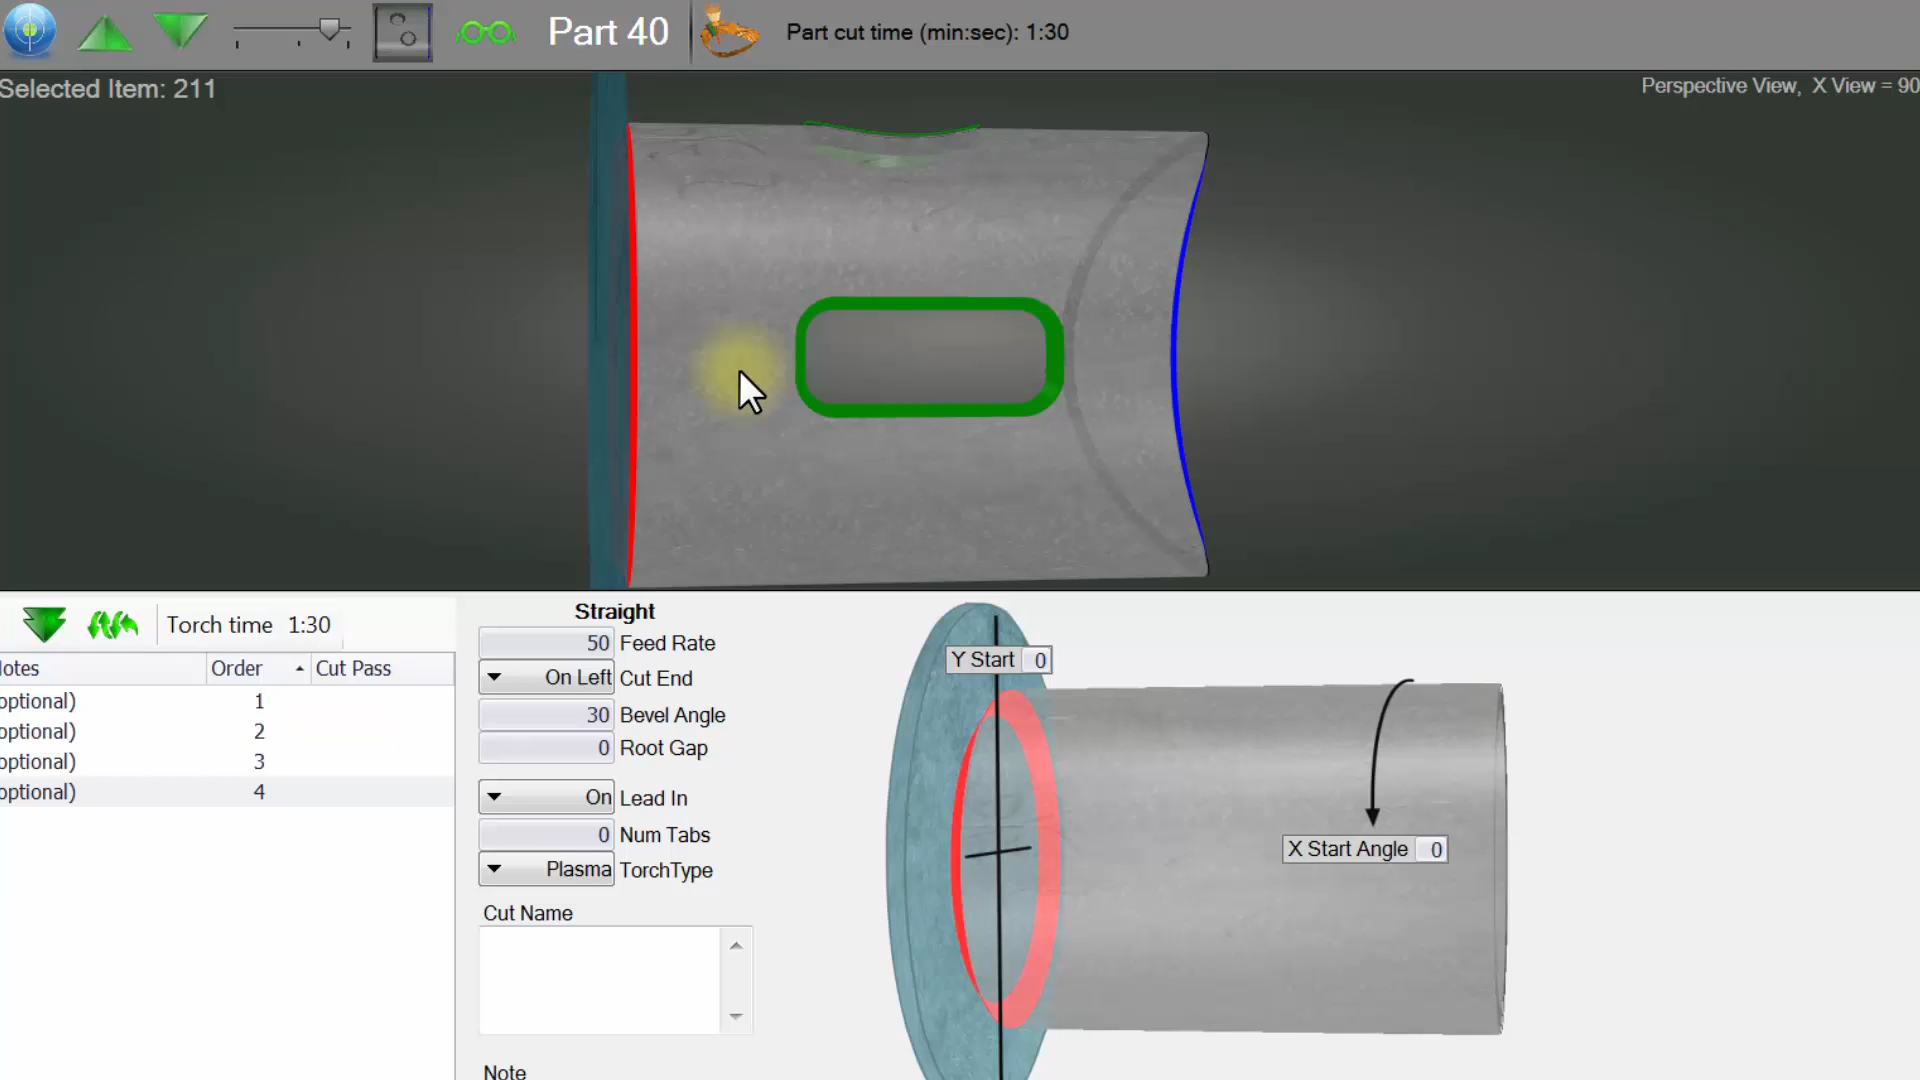 Part 40
Part cut time (min:sec): 1:30
Selected Item: 211
Perspective View, X View = 90
Torch time 1:30
lotes Order Cut Pass
optional) 1
optional) 2
optional) 3
optional) 4
Straight
50 Feed Rate
On Left Cut End
30 Bevel Angle
0 Root Gap
On Lead In
0 Num Tabs
Plasma TorchType
Cut Name
Note
Y Start 0
X Start Angle 0